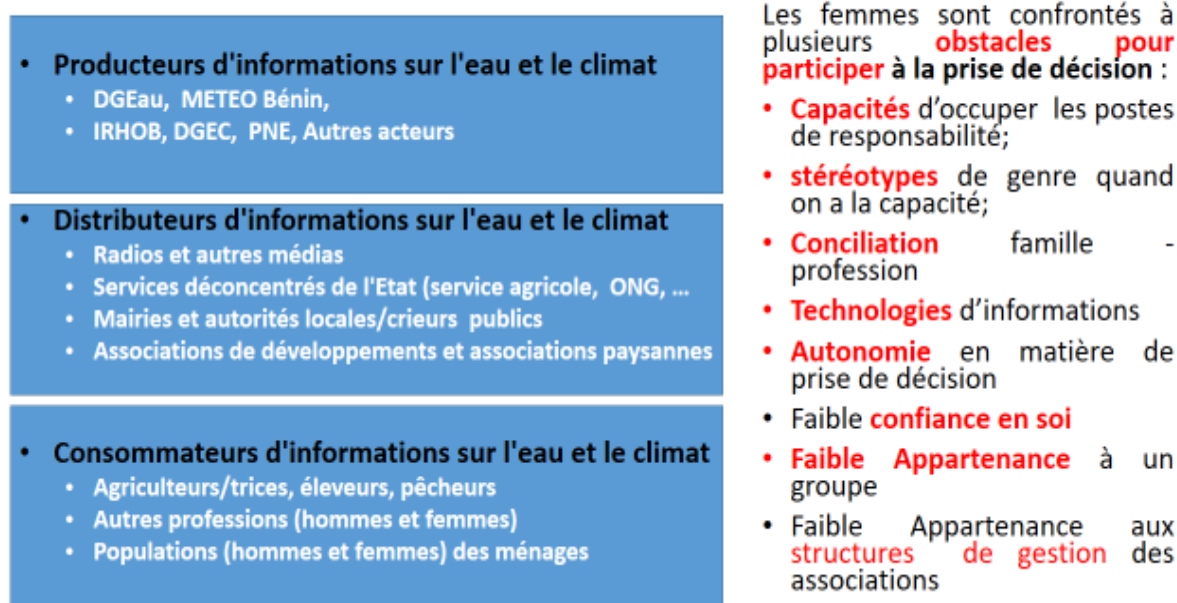 • Producteurs d'informations sur l'eau et le climat
• DGEau, METEO Bénin,
• IRHOB, DGEC, PNE, Autres acteurs
• Distributeurs d'informations sur l'eau et le climat
• Radios et autres médias
• Services déconcentrés de l'Etat (service agricole, ONG, ...
• Mairies et autorités locales/crieurs publics
• Associations de développements et associations paysannes
• Consommateurs d'informations sur l'eau et le climat
• Agriculteurs/trices, éleveurs, pêcheurs
• Autres professions (hommes et femmes)
• Populations (hommes et femmes) des ménages
Les femmes sont confrontés à
plusieurs obstacles pour
participer à la prise de décision :
• Capacités d'occuper les postes
de responsabilité;
• stéréotypes de genre quand
on a la capacité;
• Conciliation famille -
profession
• Technologies d'informations
• Autonomie en matière de
prise de décision
• Faible confiance en soi
• Faible Appartenance à un
groupe
• Faible Appartenance aux
structures de gestion des
associations